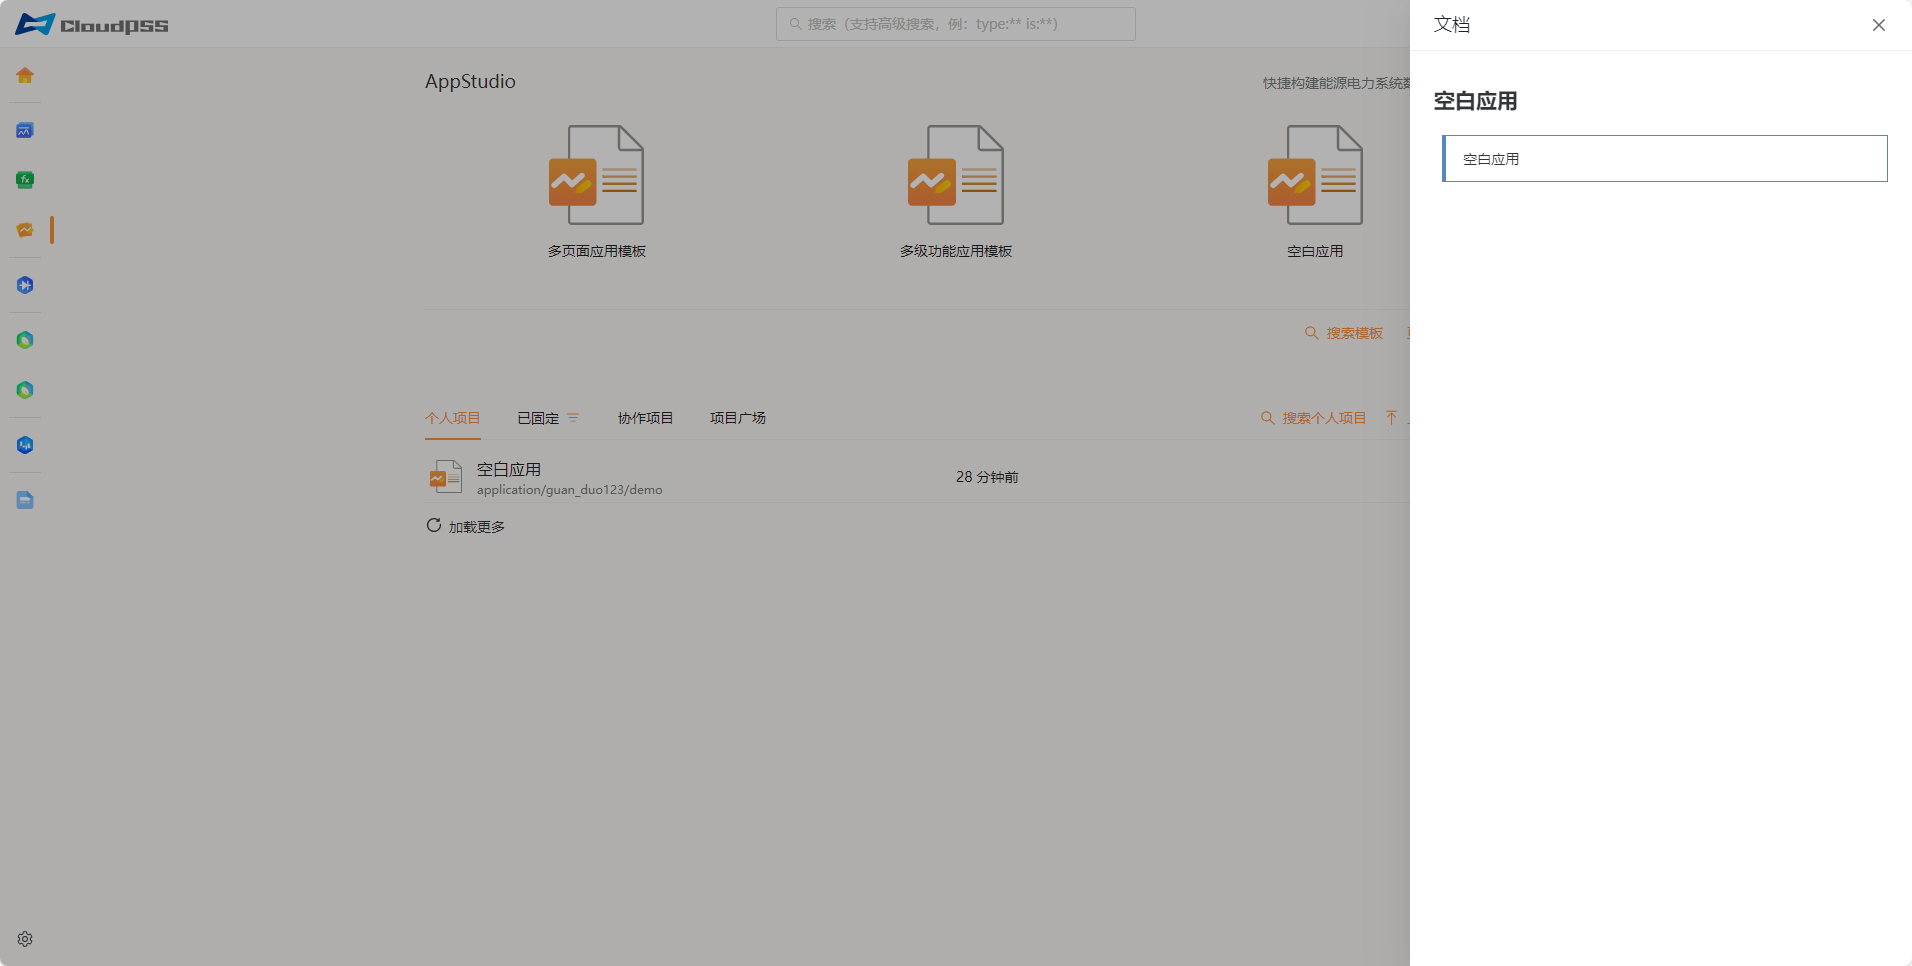 CloudPSS
搜索（支持高级搜索，例：type:** is:**）
文档
AppStudio
快捷构建能源电力系统
多页面应用模板
多级功能应用模板
空白应用
搜索模板
个人项目
已固定
协作项目
项目广场
搜索个人项目
空白应用
application/guan_duo123/demo
28 分钟前
加载更多
空白应用
空白应用